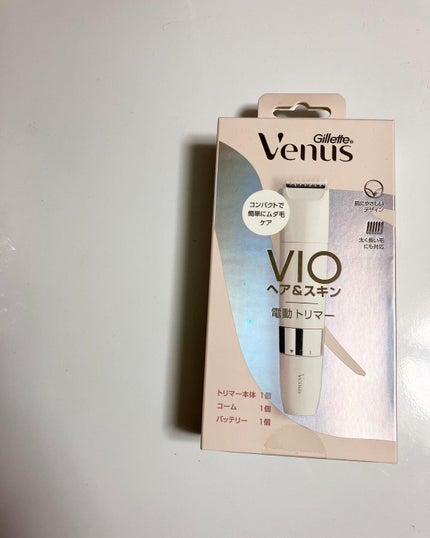 Gillette®
Venus
コンパクトで
簡単にムダ毛
ケア
肌にやさしい
デザイン
太く長い毛
にも対応
VIO
ヘア&スキン
電動 トリマー
Venus
トリマー本体 1個
コーム 1個
バッテリー 1個